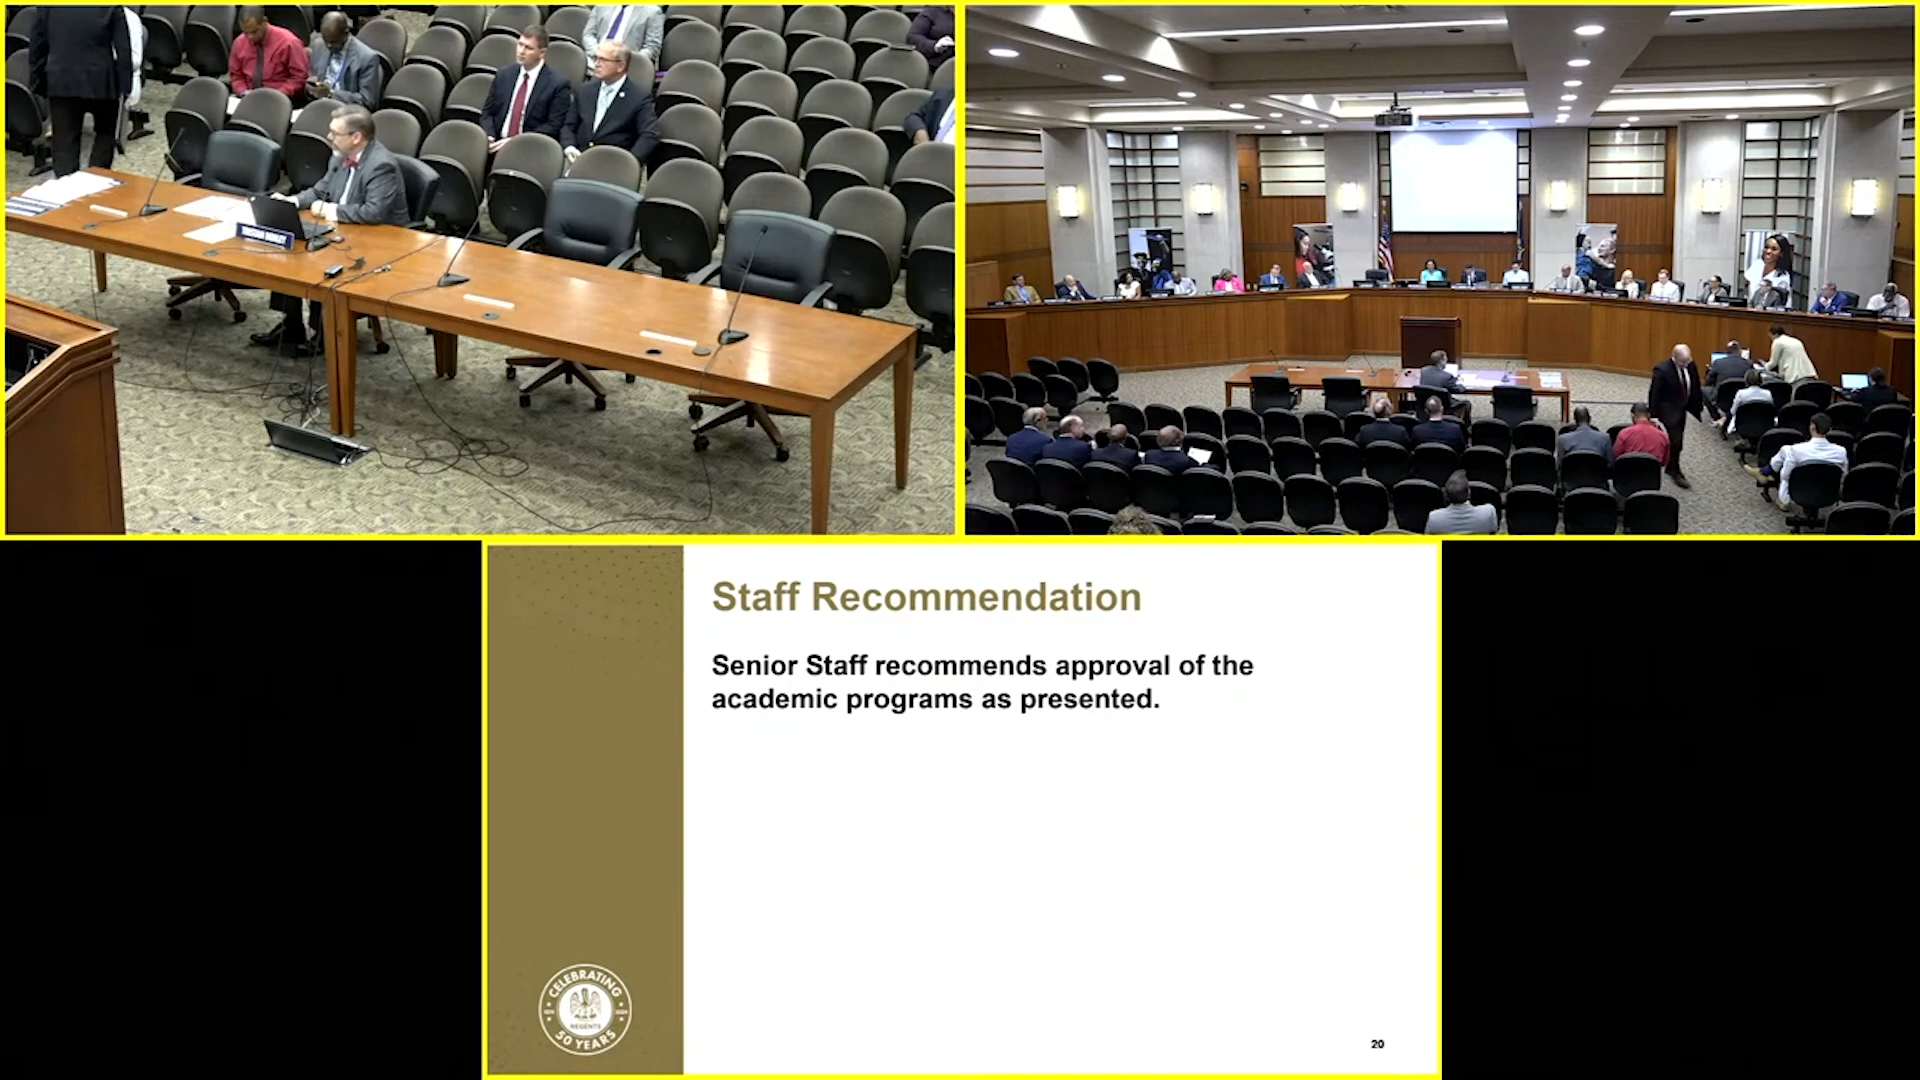 Staff Recommendation
Senior Staff recommends approval of the
academic programs as presented.
CELEBRATING
REGENTS
50 YEARS
20